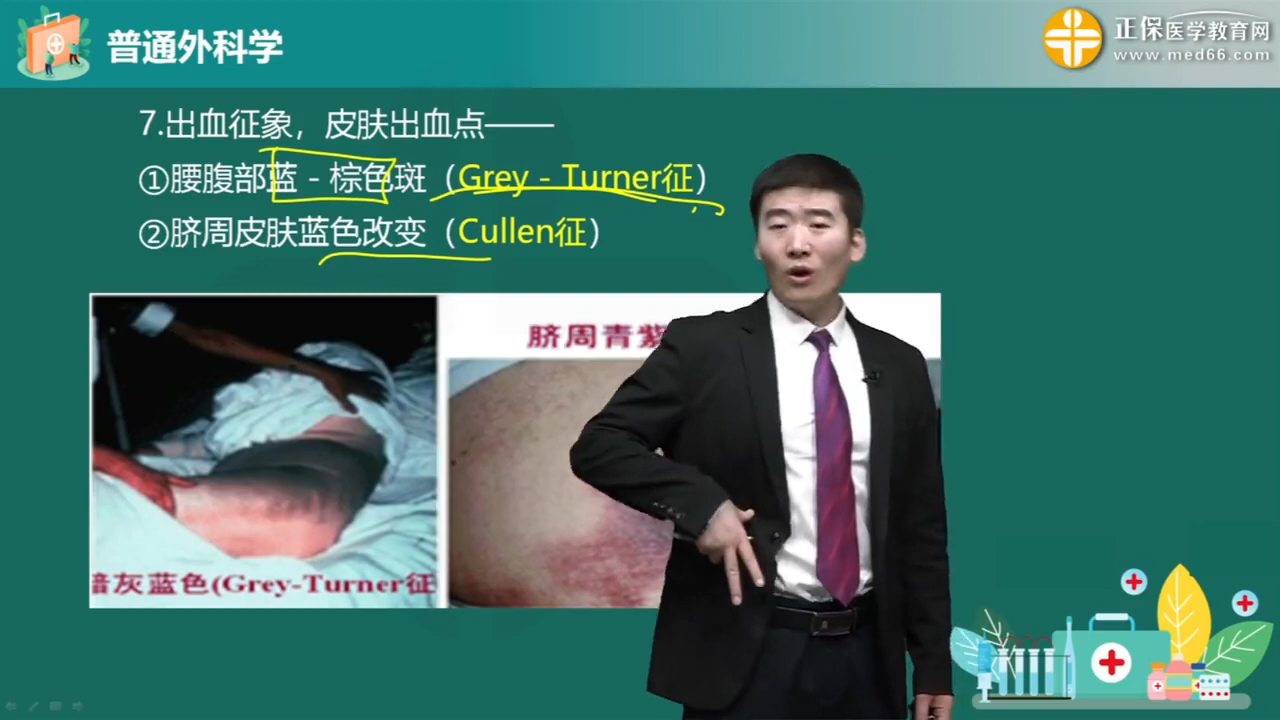 普通外科学
正保医学教育网
www.med66.com
7.出血征象，皮肤出血点——
①腰腹部蓝－棕色斑（Grey－Turner征）
②脐周皮肤蓝色改变（Cullen征）
脐周青紫
暗灰蓝色(Grey-Turner征